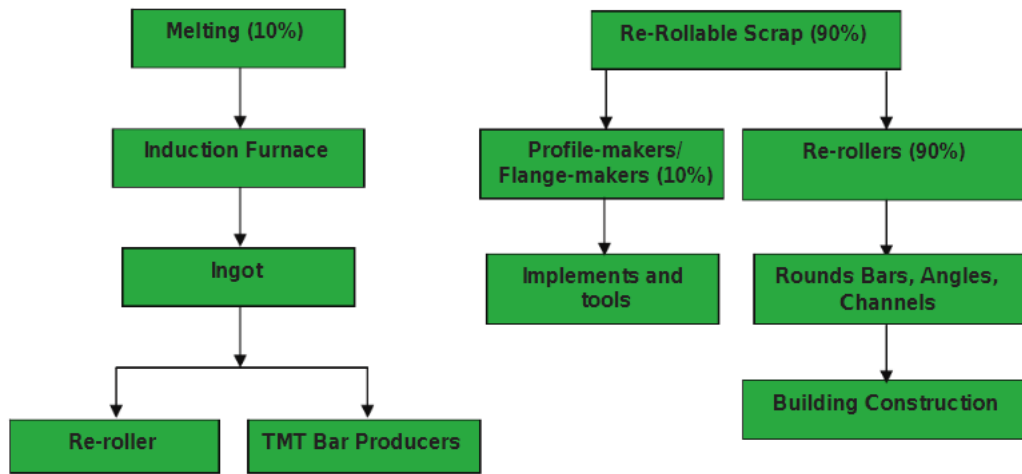 Melting (10%)
Induction Furnace
Ingot
Re-roller
TMT Bar Producers
Re-Rollable Scrap (90%)
Profile-makers/
Flange-makers (10%)
Implements and
tools
Re-rollers (90%)
Rounds Bars, Angles,
Channels
Building Construction